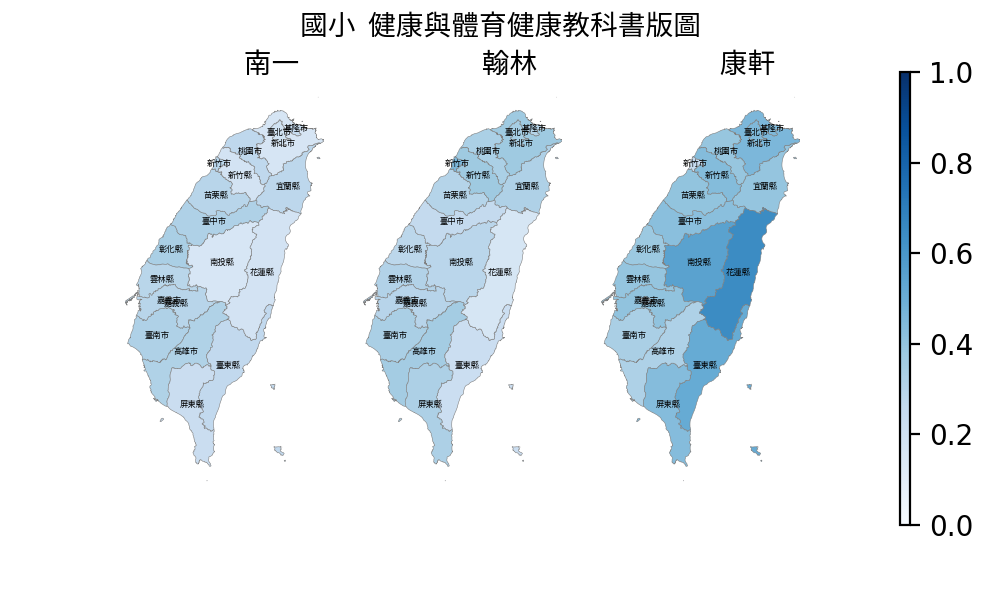 國小 健康與體育健康教科書版圖
南一 翰林 康軒
基隆市
臺北市
新北市
桃園市
新竹市
新竹縣
宜蘭縣
苗栗縣
臺中市
彰化縣
南投縣
花蓮縣
雲林縣
嘉義縣
臺南市
高雄市
臺東縣
屏東縣
基隆市
臺北市
新北市
桃園市
新竹市
新竹縣
宜蘭縣
苗栗縣
臺中市
彰化縣
南投縣
花蓮縣
雲林縣
嘉義縣
臺南市
高雄市
臺東縣
屏東縣
基隆市
臺北市
新北市
桃園市
新竹市
新竹縣
宜蘭縣
苗栗縣
臺中市
彰化縣
南投縣
花蓮縣
雲林縣
嘉義縣
臺南市
高雄市
臺東縣
屏東縣
1.0
0.8
0.6
0.4
0.2
0.0